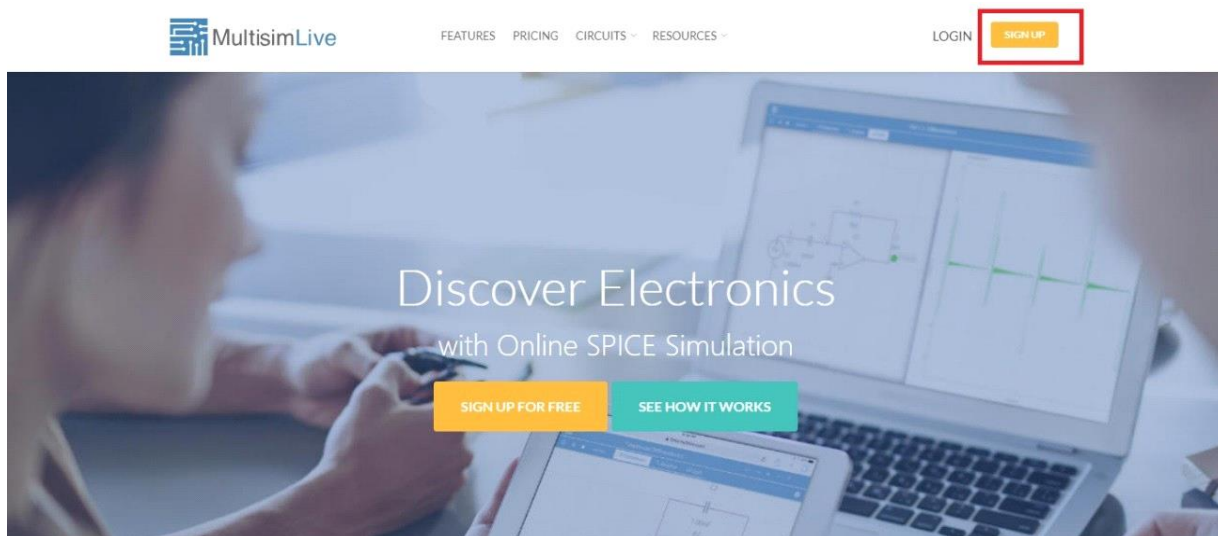 MultisimLive
FEATURES PRICING CIRCUITS RESOURCES
LOGIN SIGN UP
Discover Electronics
with Online SPICE Simulation
SIGN UP FOR FREE SEE HOW IT WORKS